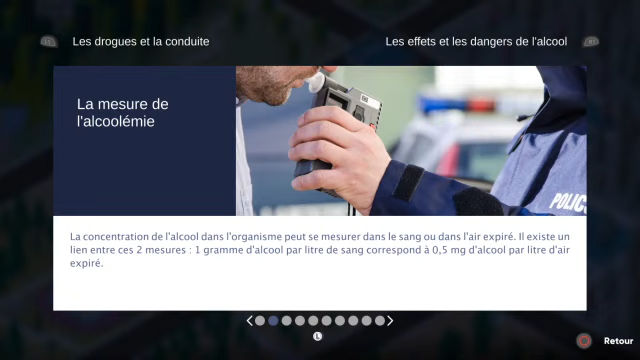 Les drogues et la conduite
Les effets et les dangers de l'alcool
La mesure de
l'alcoolémie
POLIC
La concentration de l'alcool dans l'organisme peut se mesurer dans le sang ou dans l'air expiré. Il existe un
lien entre ces 2 mesures : 1 gramme d'alcool par litre de sang correspond à 0,5 mg d'alcool par litre d'air
expiré.
L
Retour